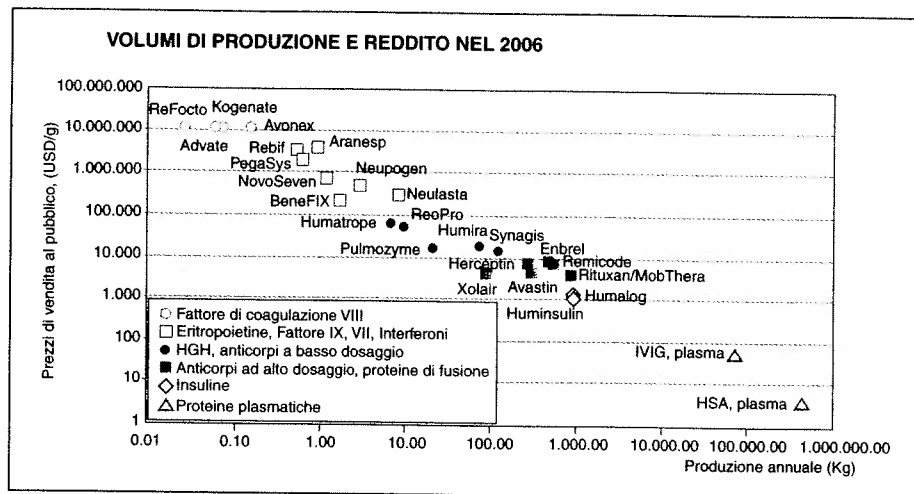 VOLUMI DI PRODUZIONE E REDDITO NEL 2006
Prezzi di vendita al pubblico, (USD/g)
100.000.000
10.000.000
1.000.000
100.000
10.000
1.000
100
10
1
ReFocto
Kogenate
Advate
Avonex
Rebif
Aranesp
PegaSys
Neupogen
NovoSeven
BeneFIX
Neulasta
Humatrope
ReoPro
Humira
Synagis
Pulmozyme
Enbrel
Herceptin
Remicode
Xolair
Avastin
Rituxan/MobThera
Humalog
Huminsulin
IVIG, plasma
HSA, plasma
Fattore di coagulazione VIII
Eritropoietine, Fattore IX, VII, Interferoni
HGH, anticorpi a basso dosaggio
Anticorpi ad alto dosaggio, proteine di fusione
Insuline
Proteine plasmatiche
0.01
0.10
1.00
10.00
100.00
1.000.00
10.000.00
100.000.00
1.000.000.00
Produzione annuale (Kg)